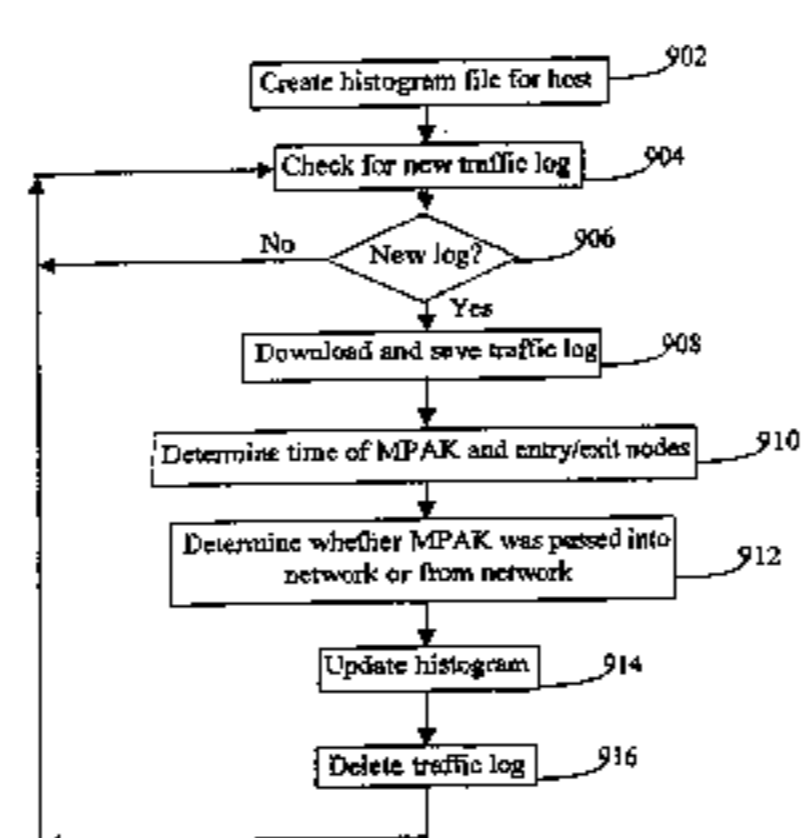 902
Create histogram file for host
Check for new traffic log
904
No
New log?
906
Yes
Download and save traffic log
908
Determine time of MPAK and entry/exit nodes
910
Determine whether MPAK was passed into
network or from network
912
Update histogram
914
Delete traffic log
916